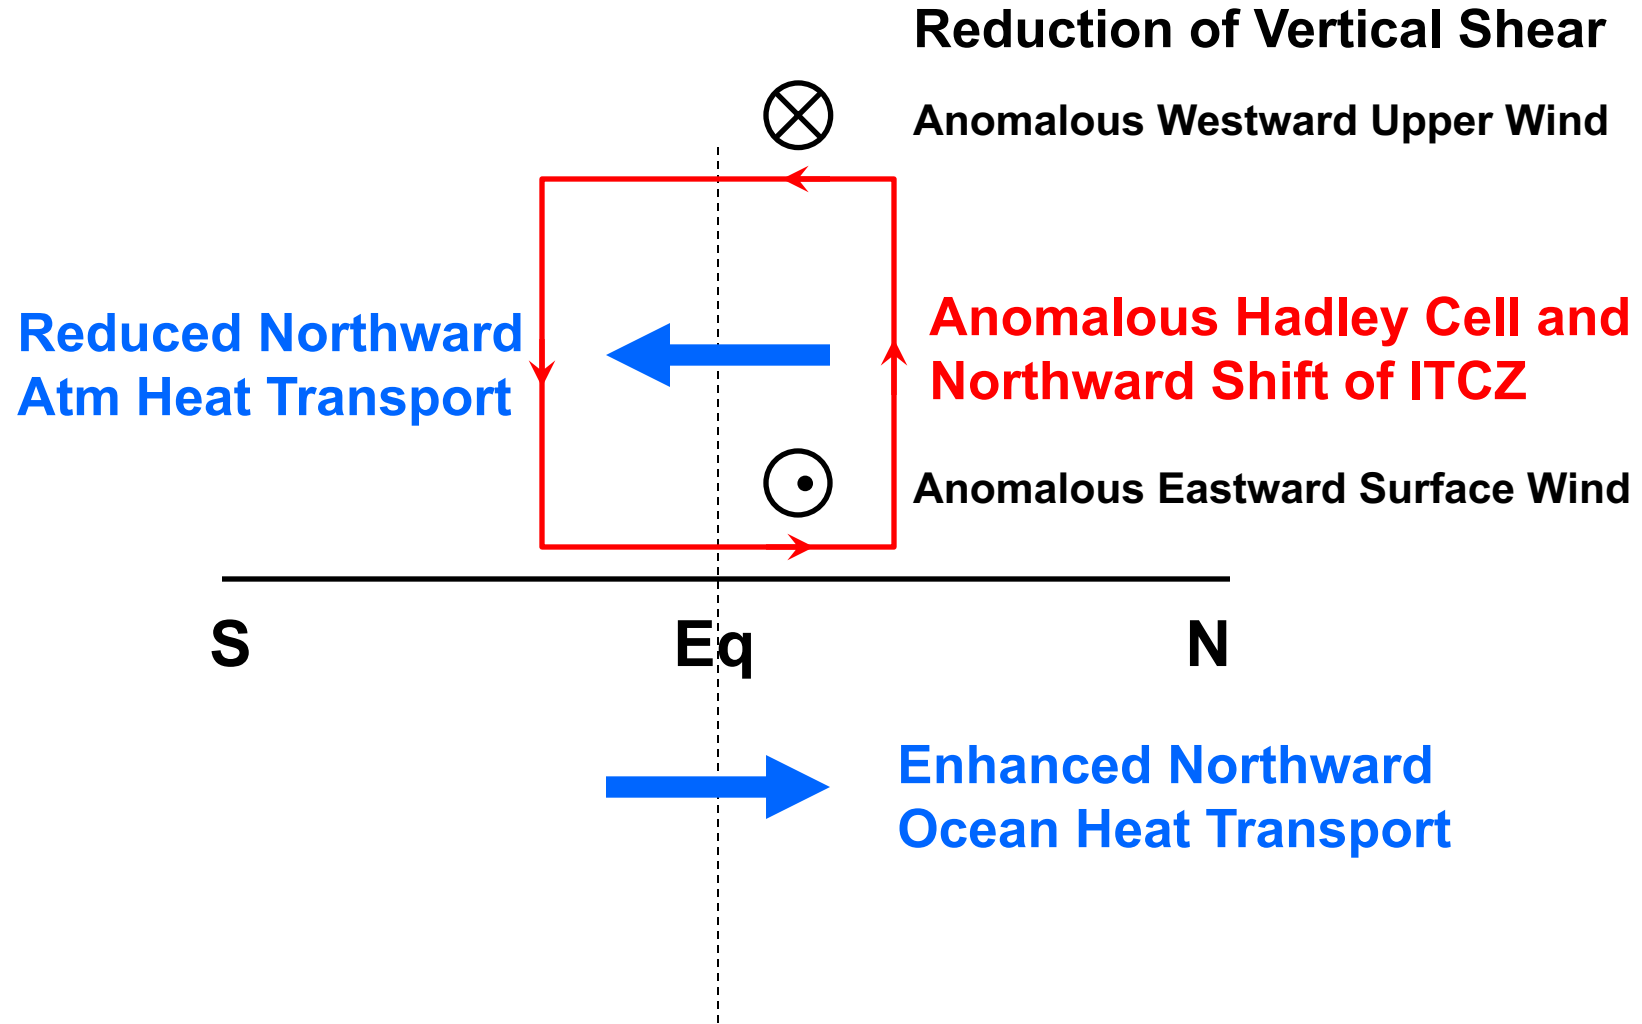 Reduction of Vertical Shear
Anomalous Westward Upper Wind
Reduced Northward
Atm Heat Transport
Anomalous Hadley Cell and
Northward Shift of ITCZ
Anomalous Eastward Surface Wind
S
Eq
N
Enhanced Northward
Ocean Heat Transport